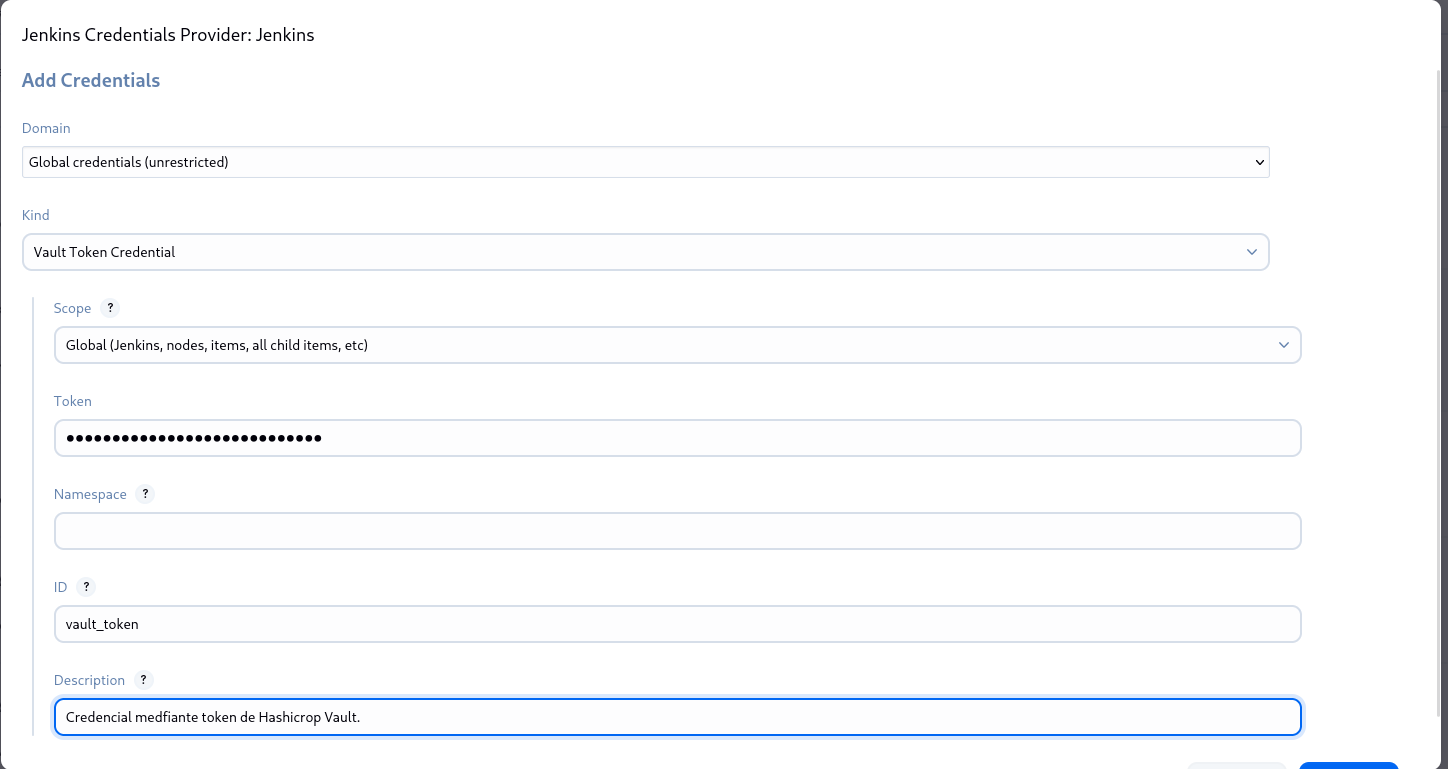 Jenkins Credentials Provider: Jenkins
Add Credentials
Domain
Global credentials (unrestricted)
Kind
Vault Token Credential
Scope ?
Global (Jenkins, nodes, items, all child items, etc)
Token
••••••••••••••••••••••••••••
Namespace ?
ID ?
vault_token
Description ?
Credencial medfiante token de Hashicrop Vault.